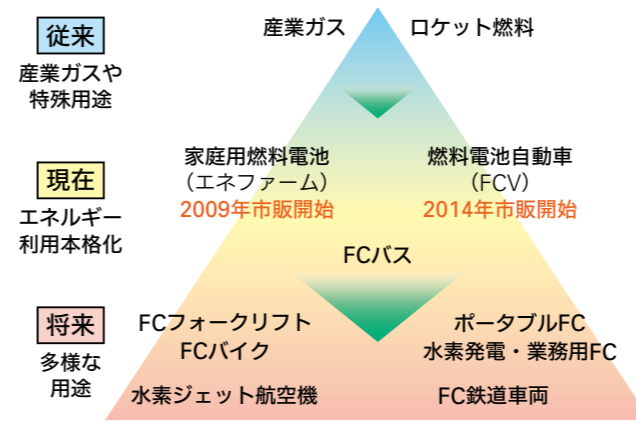 従来
産業ガスや
特殊用途
産業ガス
ロケット燃料
現在
エネルギー
利用本格化
家庭用燃料電池
（エネファーム）
2009年市販開始
燃料電池自動車
（FCV）
2014年市販開始
FCバス
将来
多様な
用途
FCフォークリフト
FCバイク
水素ジェット航空機
ポータブルFC
水素発電・業務用FC
FC鉄道車両